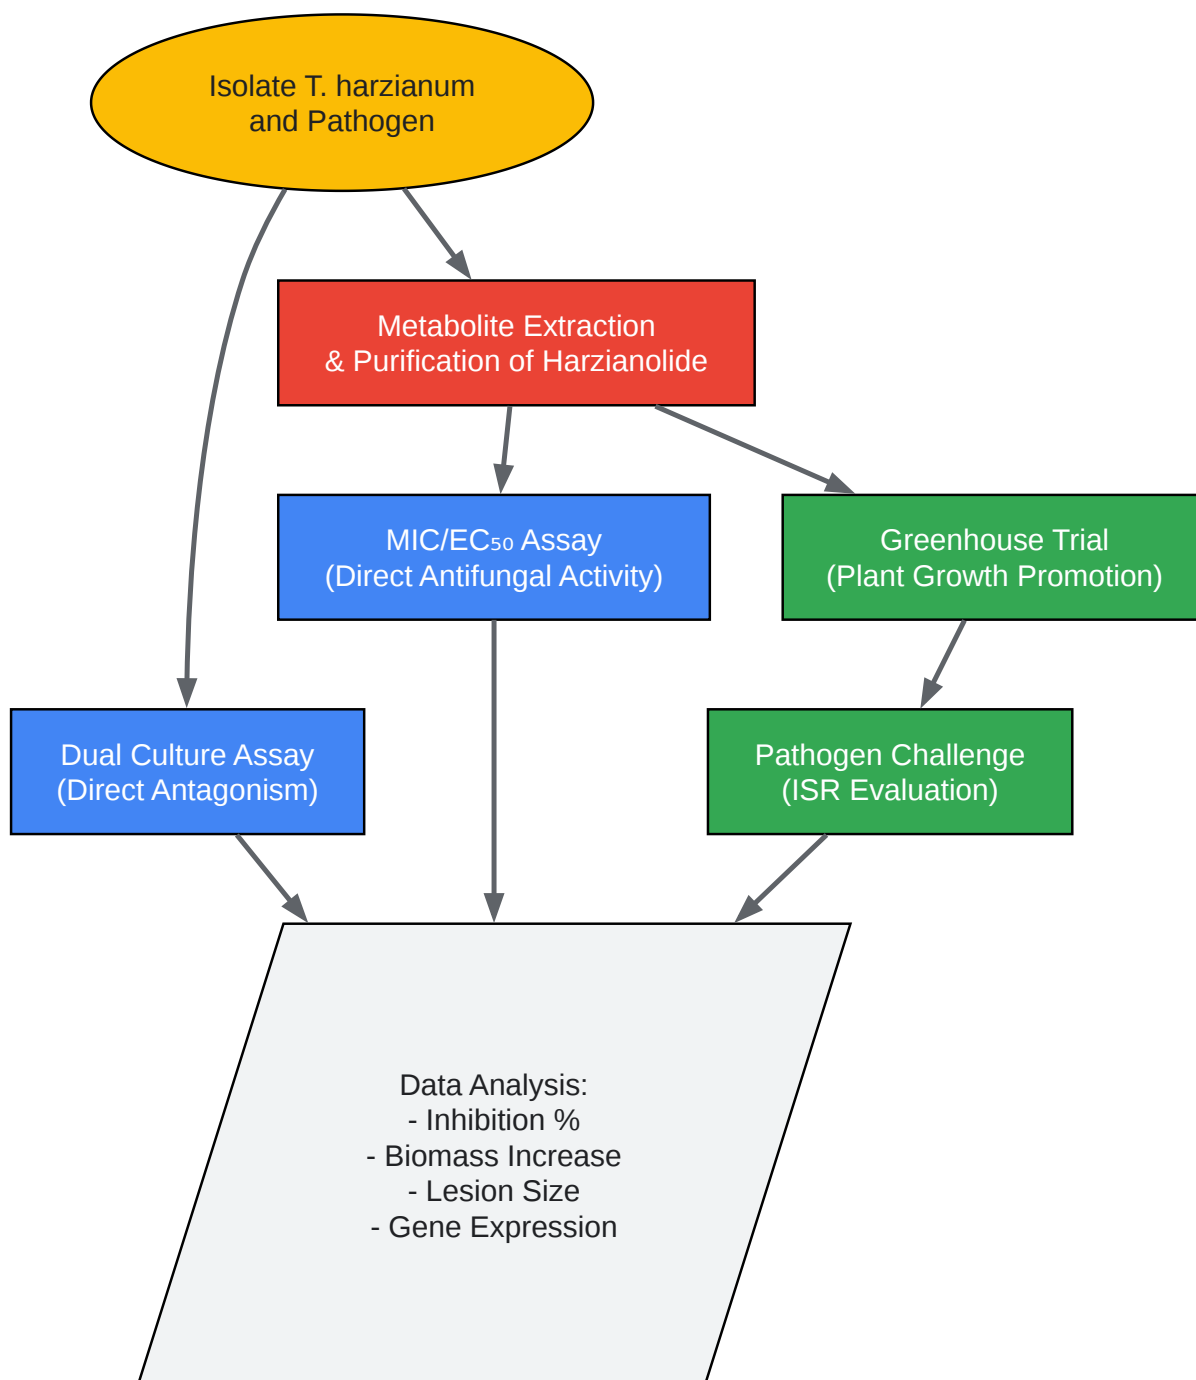 Isolate T. harzianum
and Pathogen
Metabolite Extraction
& Purification of Harzianolide
MIC/EC₅₀ Assay
(Direct Antifungal Activity)
Greenhouse Trial
(Plant Growth Promotion)
Dual Culture Assay
(Direct Antagonism)
Pathogen Challenge
(ISR Evaluation)
Data Analysis:
- Inhibition %
- Biomass Increase
- Lesion Size
- Gene Expression